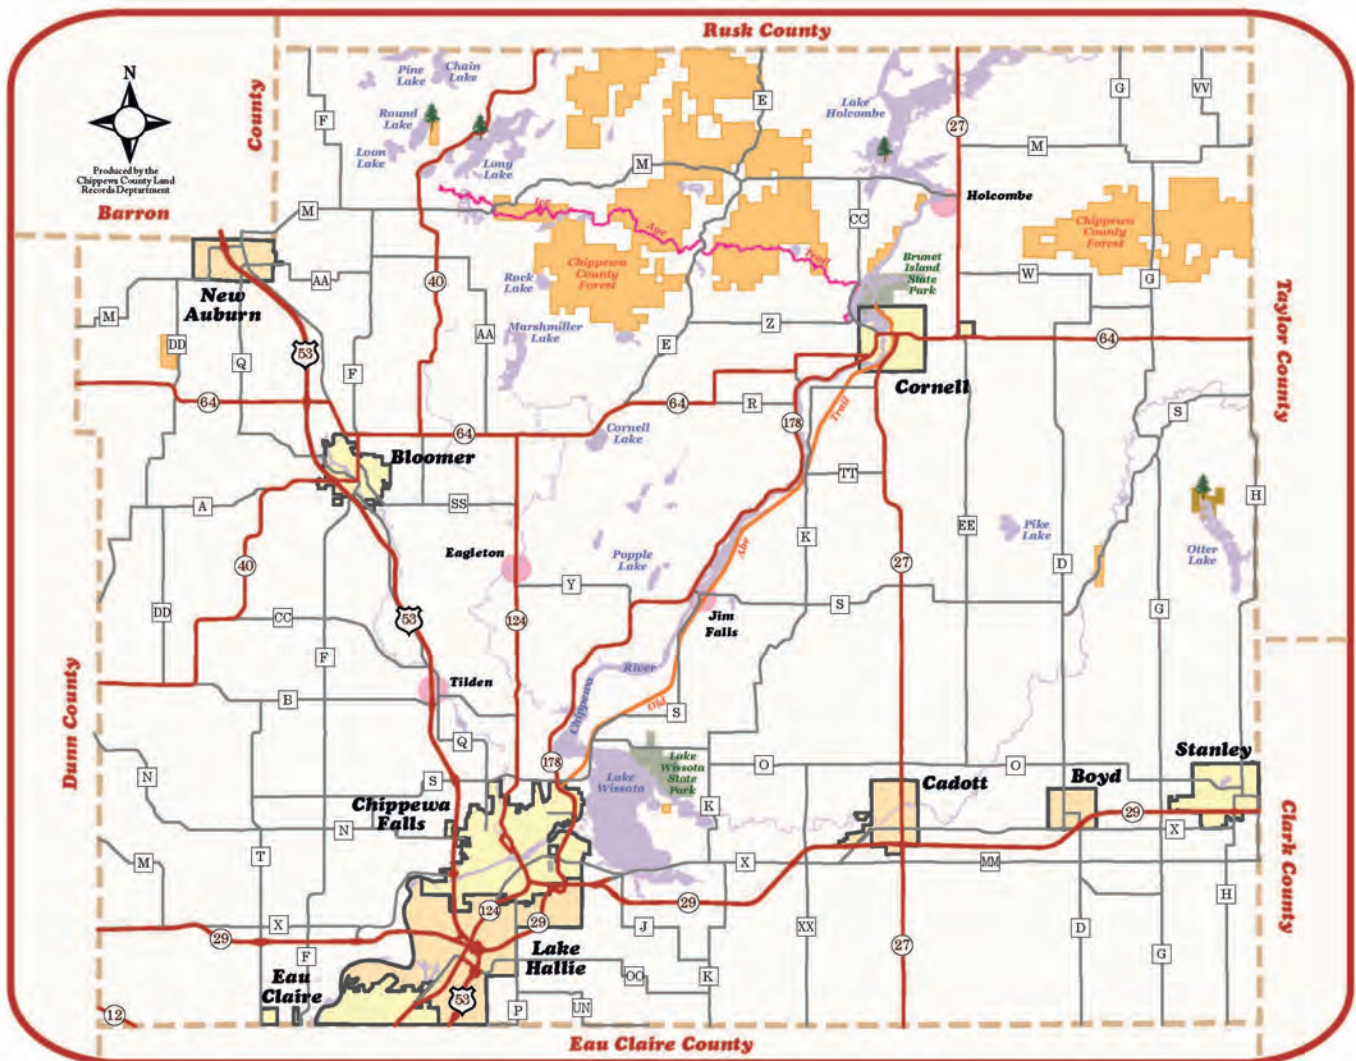 Rusk County
N
Produced by the
Chippewa County Land
Records Deptartment
County
Barron
Pine
Lake
Chain
Lake
Round
Lake
Loon
Lake
Long
Lake
Lake
Holcombe
F
E
27
G
VV
M
M
Holcombe
M
CC
Ice
Age
Trail
Chippewa
County
Forest
Chippewa
County
Forest
Brunet
Island
State
Park
AA
40
Rock
Lake
W
G
New
Auburn
M
DD
Q
53
F
AA
Marshmiller
Lake
E
Z
64
Taylor County
Cornell
64
64
64
R
178
Trail
S
Cornell
Lake
Bloomer
TT
A
SS
H
K
EE
Pike
Lake
Otter
Lake
Eagleton
Popple
Lake
Abe
40
Y
27
D
DD
CC
53
124
Jim
Falls
S
G
F
River
Tilden
B
Chippewa
Old
S
Dunn County
Q
178
Lake
Wissota
Lake
Wissota
State
Park
O
O
Stanley
Boyd
Cadott
N
S
Chippewa
Falls
K
29
X
N
M
T
X
MM
Clark County
H
124
29
29
X
J
XX
D
29
27
F
Lake
Hallie
G
Eau
Claire
OO
K
53
P
UN
12
Eau Claire County